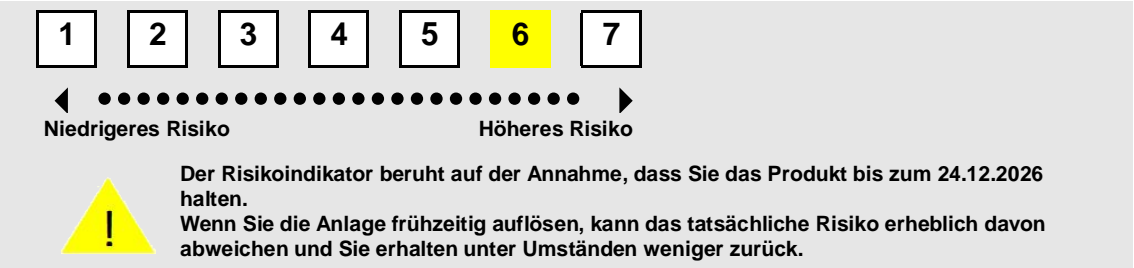 1 2 3 4 5 6 7
Niedrigeres Risiko Höheres Risiko
Der Risikoindikator beruht auf der Annahme, dass Sie das Produkt bis zum 24.12.2026
halten.
Wenn Sie die Anlage frühzeitig auflösen, kann das tatsächliche Risiko erheblich davon
abweichen und Sie erhalten unter Umständen weniger zurück.
!